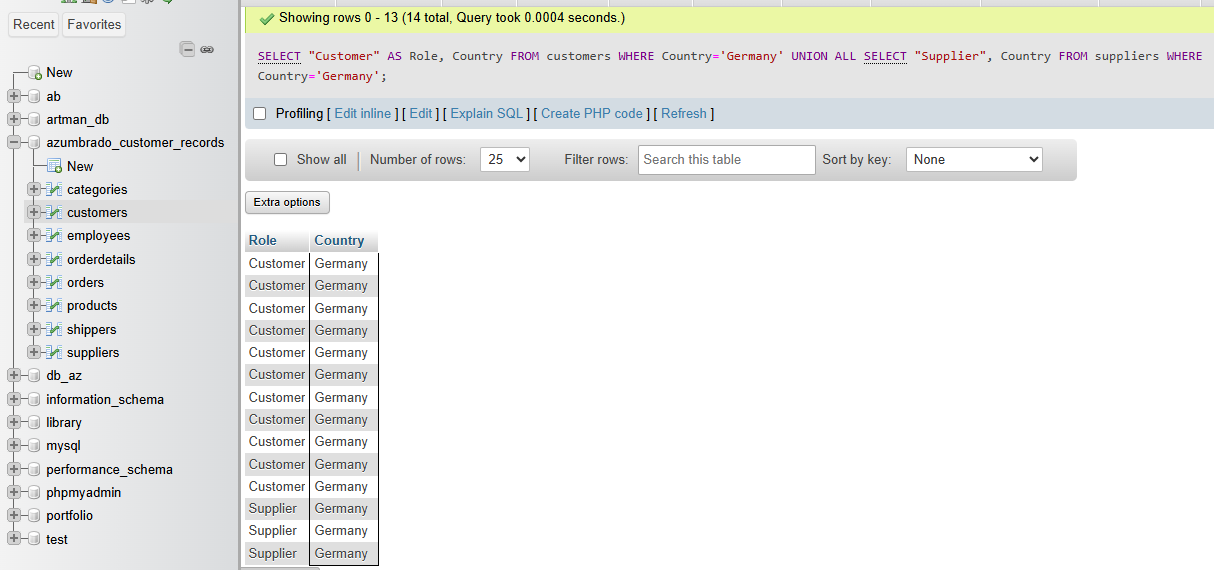 Recent Favorites
New
ab
artman_db
azumbrado_customer_records
New
categories
customers
employees
orderdetails
orders
products
shippers
suppliers
db_az
information_schema
library
mysql
performance_schema
phpmyadmin
portfolio
test
Showing rows 0 - 13 (14 total, Query took 0.0004 seconds.)
SELECT "Customer" AS Role, Country FROM customers WHERE Country='Germany' UNION ALL SELECT "Supplier", Country FROM suppliers WHERE
Country='Germany';
Profiling [ Edit inline ] [ Edit ] [ Explain SQL ] [ Create PHP code ] [ Refresh ]
Show all Number of rows: 25 Filter rows: Search this table Sort by key: None
Extra options
Role Country
Customer Germany
Customer Germany
Customer Germany
Customer Germany
Customer Germany
Customer Germany
Customer Germany
Customer Germany
Customer Germany
Customer Germany
Customer Germany
Supplier Germany
Supplier Germany
Supplier Germany